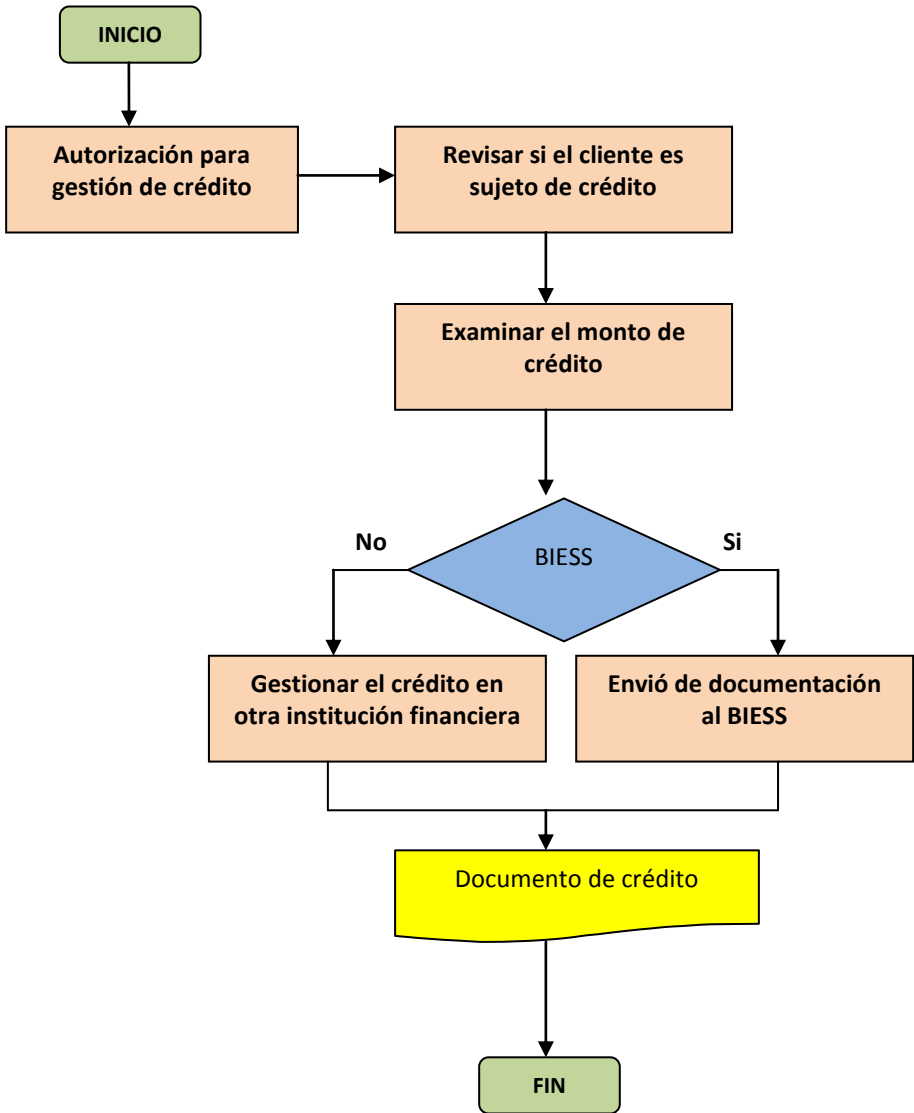 INICIO
Autorización para
gestión de crédito
Revisar si el cliente es
sujeto de crédito
Examinar el monto de
crédito
No
BIESS
Si
Gestionar el crédito en
otra institución financiera
Envió de documentación
al BIESS
Documento de crédito
FIN